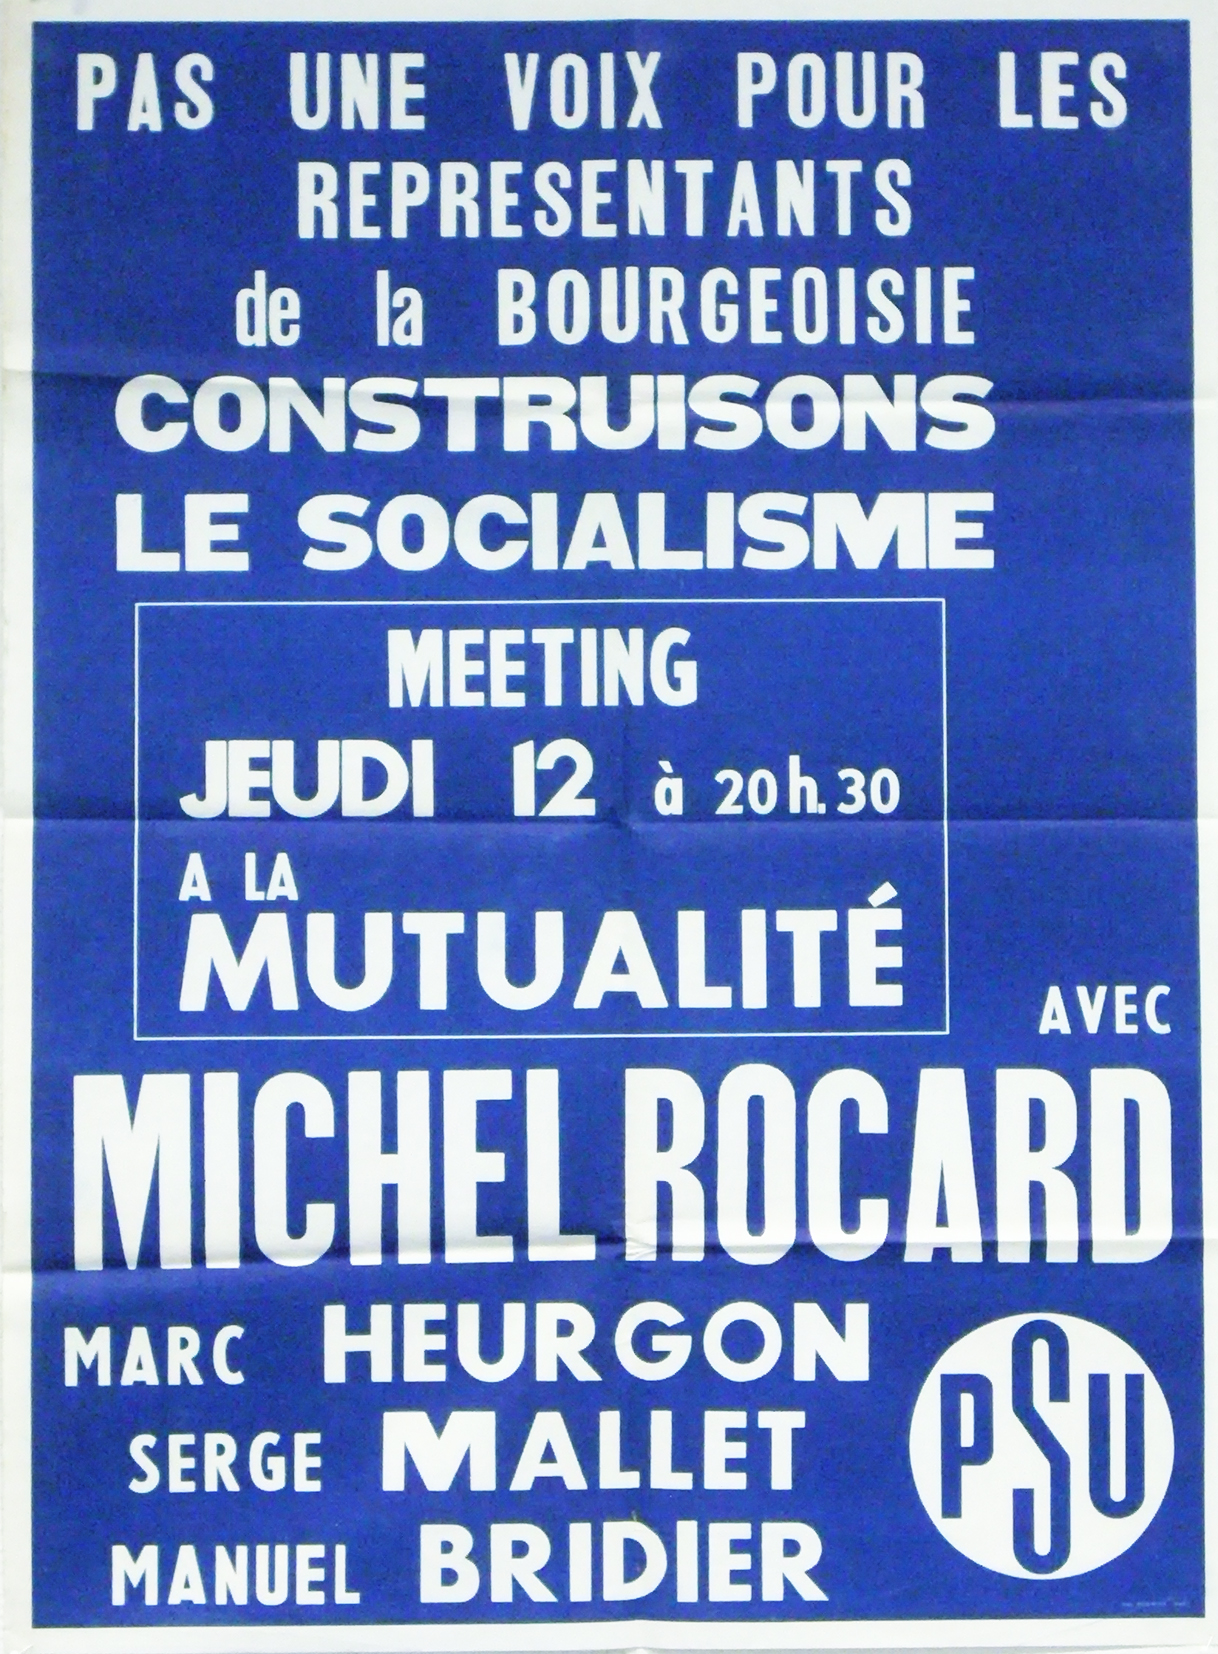 PAS UNE VOIX POUR LES
REPRESENTANTS
de la BOURGEOISIE
CONSTRUISONS
LE SOCIALISME
MEETING
JEUDI 12 à 20h.30
A LA
MUTUALITÉ
AVEC
MICHEL ROCARD
MARC HEURGON
SERGE MALLET
MANUEL BRIDIER
PSU